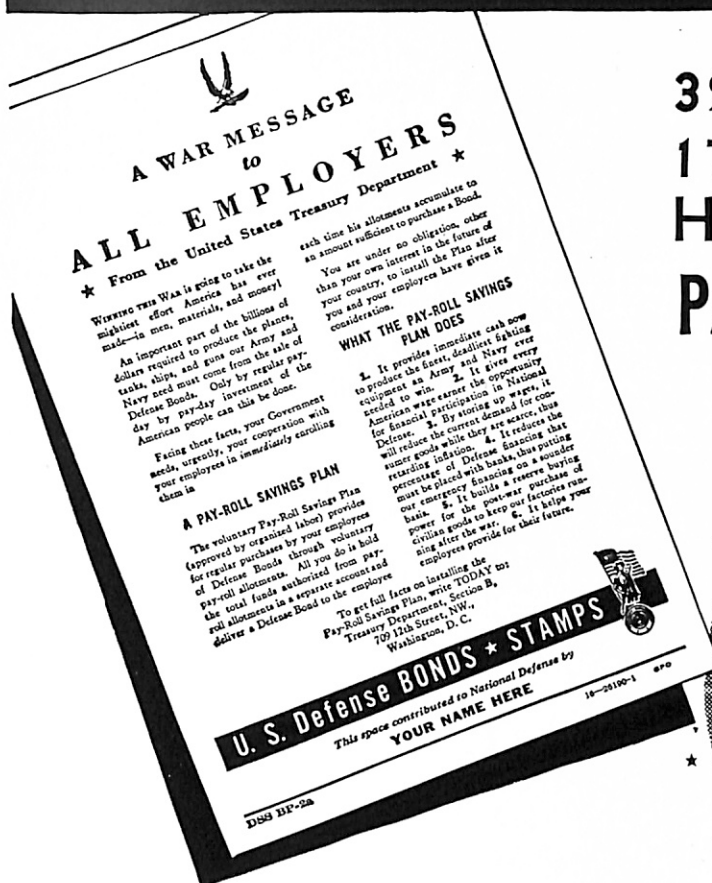 A WAR MESSAGE
to
ALL EMPLOYERS
★ From the United States Treasury Department ★
WINNING THIS WAR is going to take the
mightiest effort America has ever
made—in men, materials, and money!
An important part of the billions of
dollars required to produce the planes,
tanks, ships, and guns our Army and
Navy need must come from the sale of
Defense Bonds. Only by regular pay-
day by pay-day investment of the
American people can this be done.
Facing these facts, your Government
needs, urgently, your cooperation with
your employees in immediately enrolling
them in
A PAY-ROLL SAVINGS PLAN
The voluntary Pay-Roll Savings Plan
(approved by organized labor) provides
for regular purchases by your employees
of Defense Bonds through voluntary
pay-roll allotments. All you do is hold
the total funds authorized from pay-
roll allotments in a separate account and
deliver a Defense Bond to the employee
each time his allotments accumulate to
an amount sufficient to purchase a Bond.
You are under no obligation, other
than your own interest in the future of
your country, to install the Plan after
you and your employees have given it
consideration.
WHAT THE PAY-ROLL SAVINGS
PLAN DOES
1. It provides immediate cash now
to produce the finest, deadliest fighting
equipment an Army and Navy ever
needed to win. 2. It gives every
American wage earner the opportunity
for financial participation in National
Defense. 3. By storing up wages, it
will reduce the current demand for con-
sumer goods while they are scarce, thus
retarding inflation. 4. It reduces the
percentage of Defense financing that
must be placed with banks, thus putting
our emergency financing on a sounder
basis. 5. It builds a reserve buying
power for the post-war purchase of
civilian goods to keep our factories run-
ning after the war. 6. It helps your
employees provide for their future.
To get full facts on installing the
Pay-Roll Savings Plan, write TODAY to:
Treasury Department, Section B,
709 12th Street, NW.,
Washington, D. C.
U. S. Defense BONDS ★ STAMPS
This space contributed to National Defense by
YOUR NAME HERE
16—26190-1 GPO
DSS BP-2a
3
1
H
P